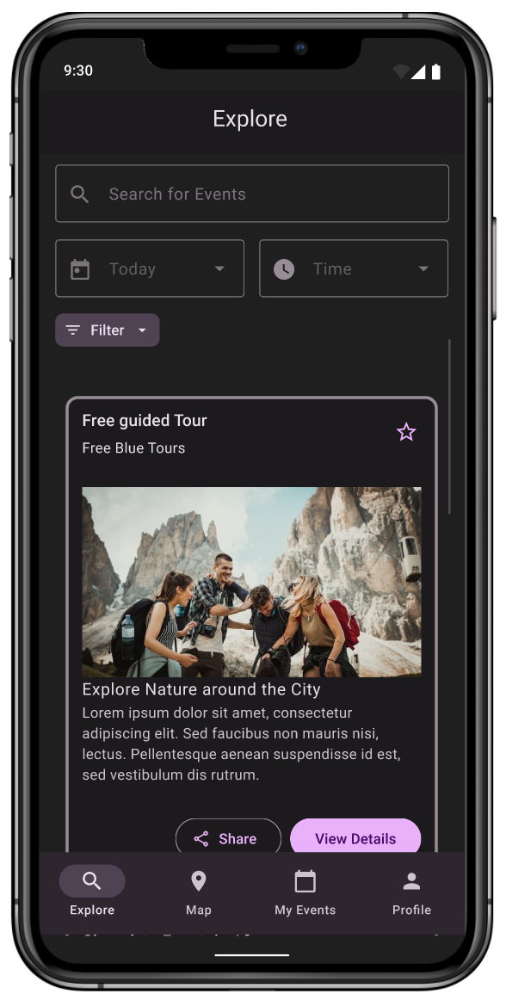 9:30
Explore
Search for Events
Today
Time
Filter
Free guided Tour
Free Blue Tours
Explore Nature around the City
Lorem ipsum dolor sit amet, consectetur
adipiscing elit. Sed faucibus non mauris nisi,
lectus. Pellentesque aenean suspendisse id est,
sed vestibulum dis rutrum.
Share
View Details
Explore
Map
My Events
Profile